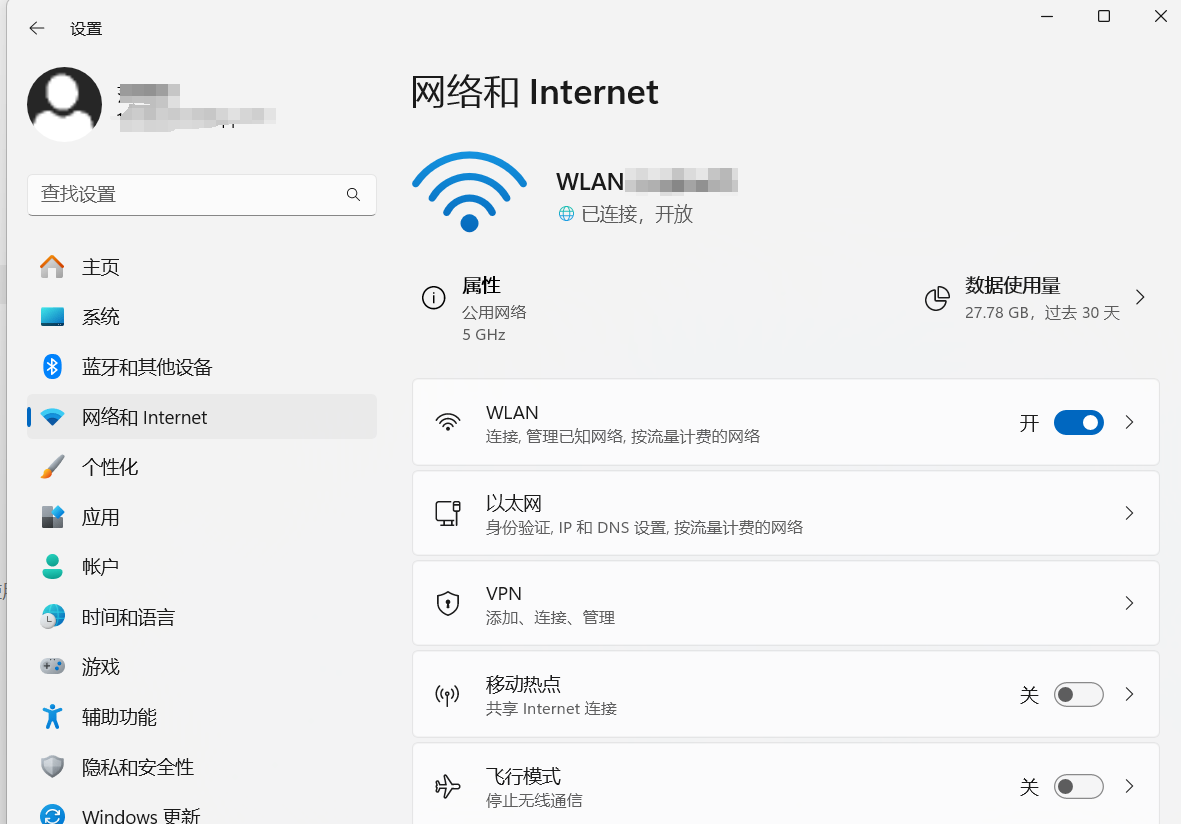 设置
查找设置
主页
系统
蓝牙和其他设备
网络和 Internet
个性化
应用
帐户
时间和语言
游戏
辅助功能
隐私和安全性
Windows 更新
网络和 Internet
WLAN
已连接，开放
属性
公用网络
5 GHz
数据使用量
27.78 GB，过去 30 天
WLAN
连接, 管理已知网络, 按流量计费的网络
开
以太网
身份验证, IP 和 DNS 设置, 按流量计费的网络
VPN
添加、连接、管理
移动热点
共享 Internet 连接
关
飞行模式
停止无线通信
关